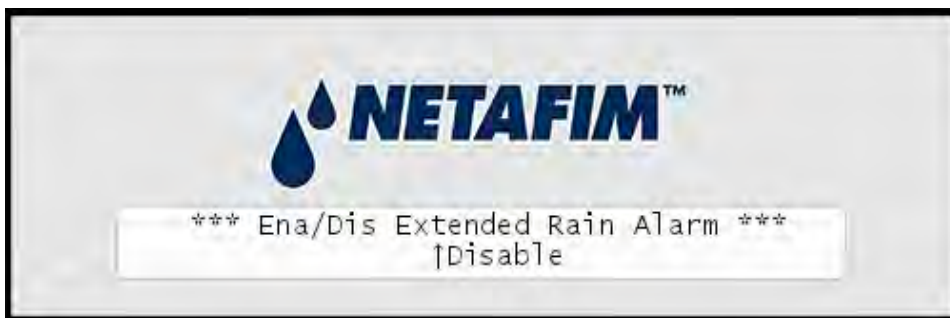 NETAFIM™
*** Ena/Dis Extended Rain Alarm ***
↑Disable